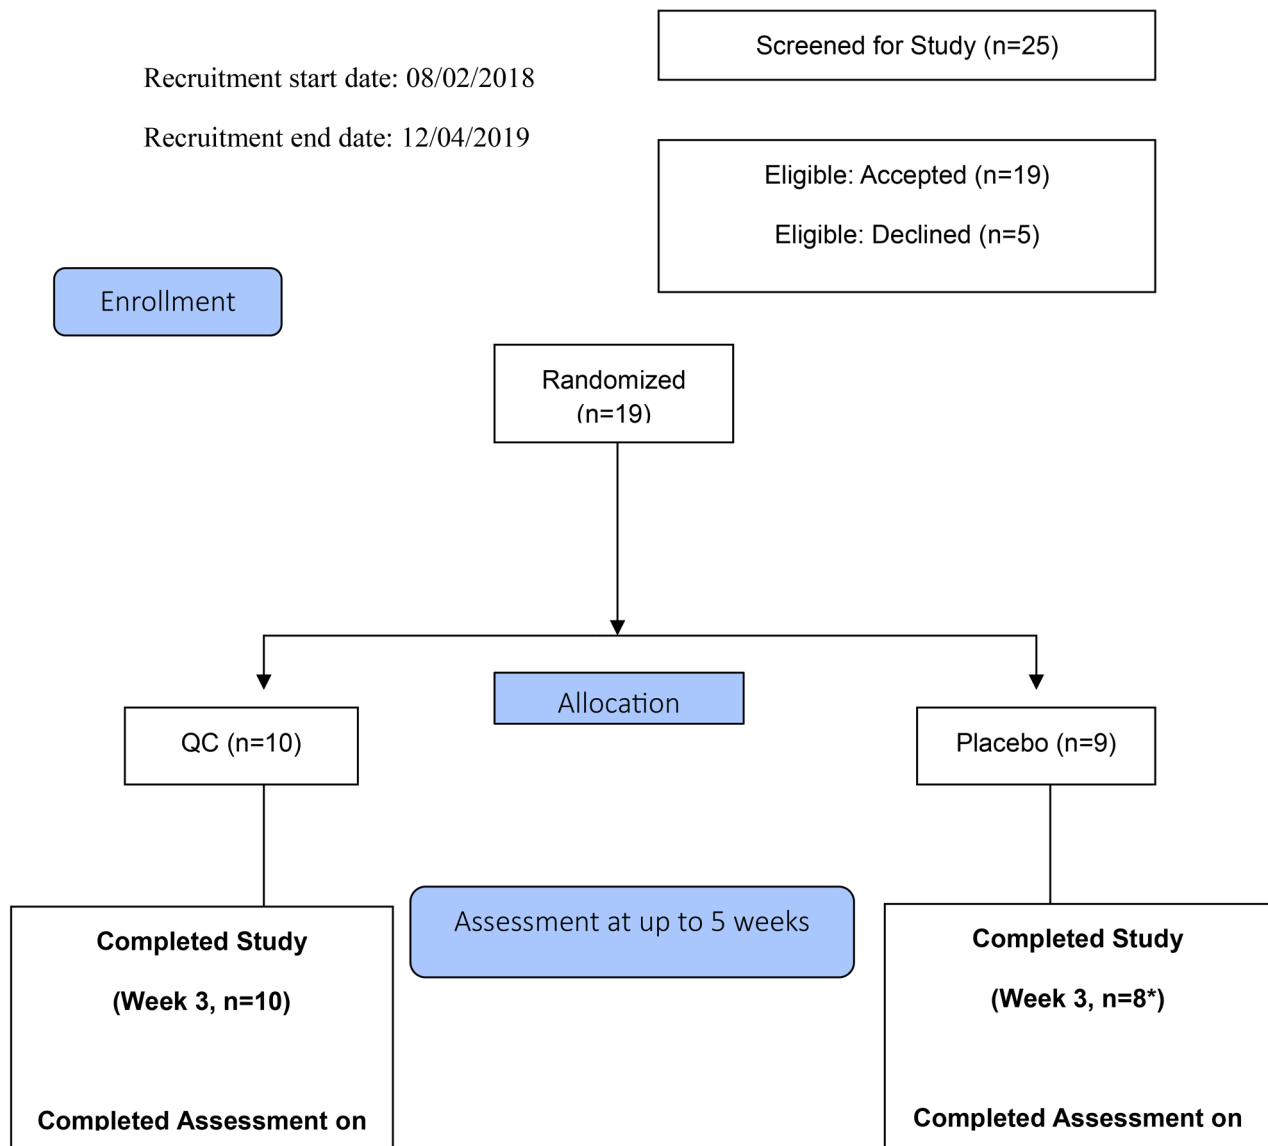 Screened for Study (n=25)
Recruitment start date: 08/02/2018
Recruitment end date: 12/04/2019
Eligible: Accepted (n=19)
Eligible: Declined (n=5)
Enrollment
Randomized
(n=19)
Allocation
QC (n=10)
Placebo (n=9)
Assessment at up to 5 weeks
Completed Study
(Week 3, n=10)
Completed Assessment on
Completed Study
(Week 3, n=8*)
Completed Assessment on